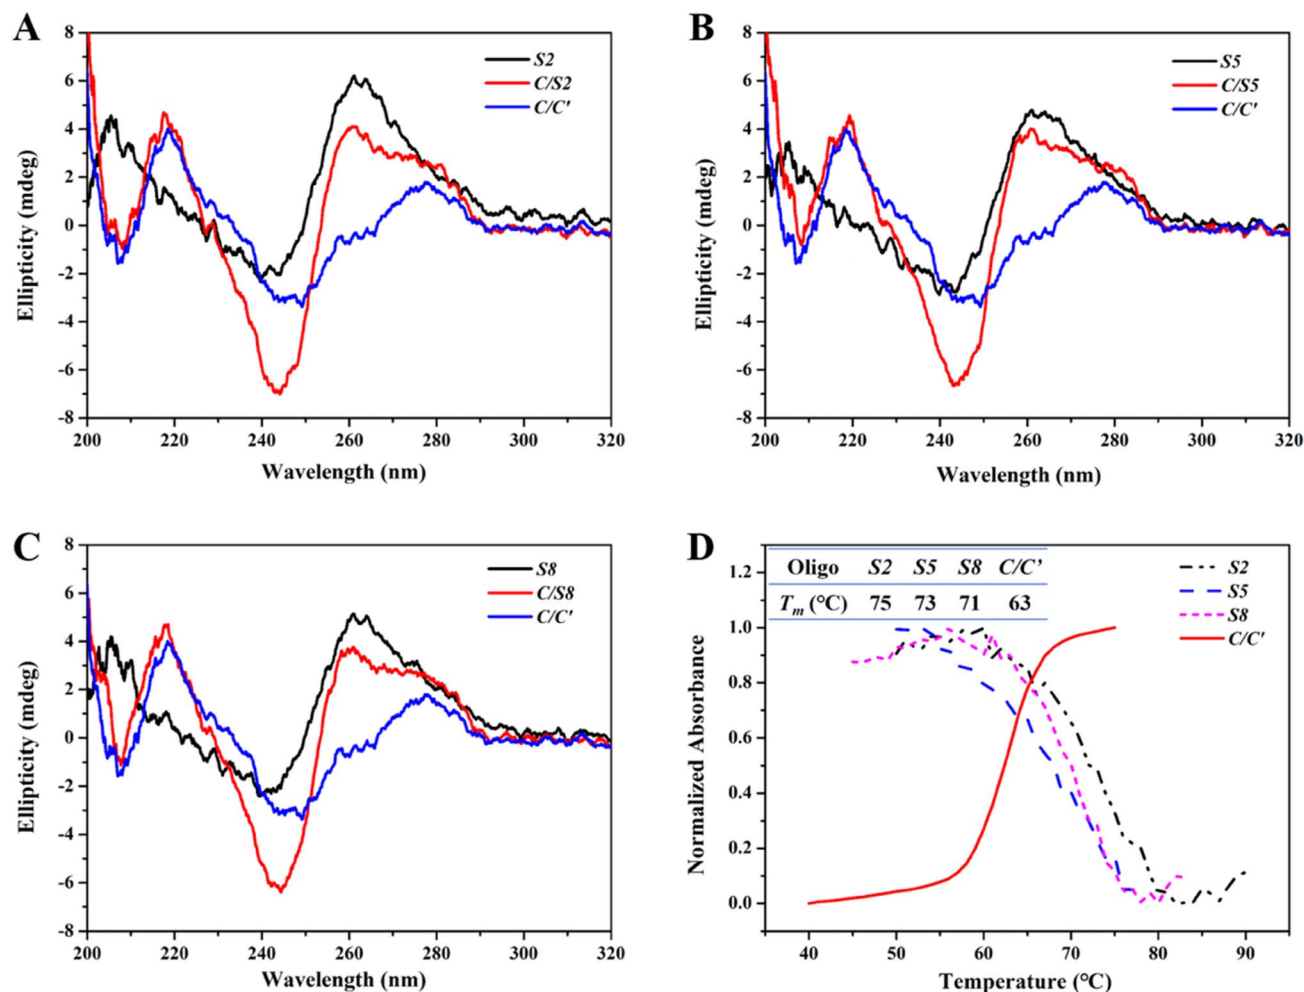 A
8
6
4
2
0
-2
-4
-6
-8
Ellipticity (mdeg)
S2
C/S2
C/C'
200 220 240 260 280 300 320
Wavelength (nm)
B
8
6
4
2
0
-2
-4
-6
-8
Ellipticity (mdeg)
S5
C/S5
C/C'
200 220 240 260 280 300 320
Wavelength (nm)
C
8
6
4
2
0
-2
-4
-6
-8
Ellipticity (mdeg)
S8
C/S8
C/C'
200 220 240 260 280 300 320
Wavelength (nm)
D
1.2
1.0
0.8
0.6
0.4
0.2
0.0
Normalized Absorbance
Oligo S2 S5 S8 C/C'
Tm (°C) 75 73 71 63
S2
S5
S8
C/C'
40 50 60 70 80 90
Temperature (°C)